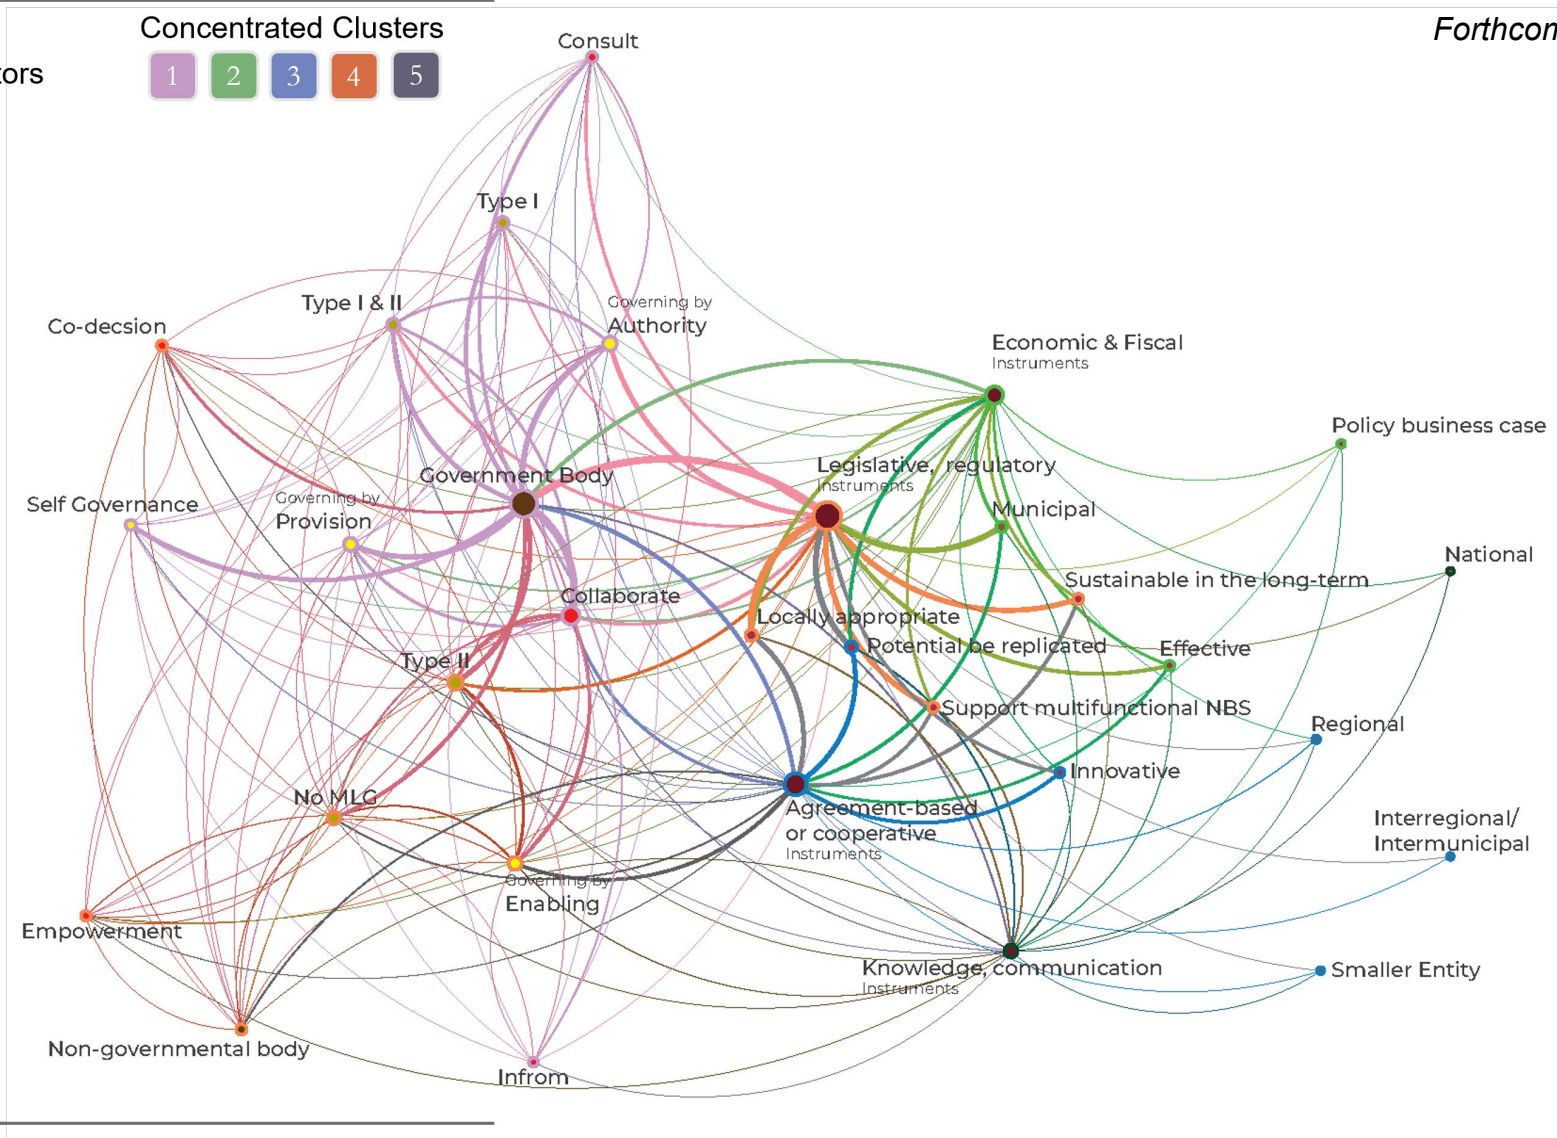 Concentrated Clusters
Forthcom
tors
1 2 3 4 5
Consult
Type I
Type I & II
Governing by
Authority
Co-decsion
Economic & Fiscal
Instruments
Policy business case
Government Body
Legislative, regulatory
Instruments
Self Governance
Governing by
Provision
Municipal
National
Sustainable in the long-term
Collaborate
Locally appropriate
Potential be replicated
Effective
Type II
Support multifunctional NBS
Regional
Innovative
No MLG
Agreement-based
or cooperative
Instruments
Interregional/
Intermunicipal
Governing by
Enabling
Empowerment
Knowledge, communication
Instruments
Smaller Entity
Non-governmental body
Infrom